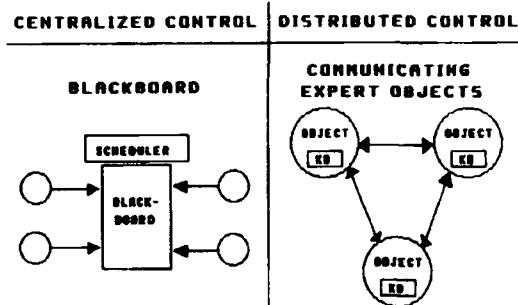 CENTRALIZED CONTROL
DISTRIBUTED CONTROL
BLACKBOARD
SCHEDULER
BLACK-
BOARD
COMMUNICATING
EXPERT OBJECTS
OBJECT
KB
OBJECT
KB
OBJECT
KB